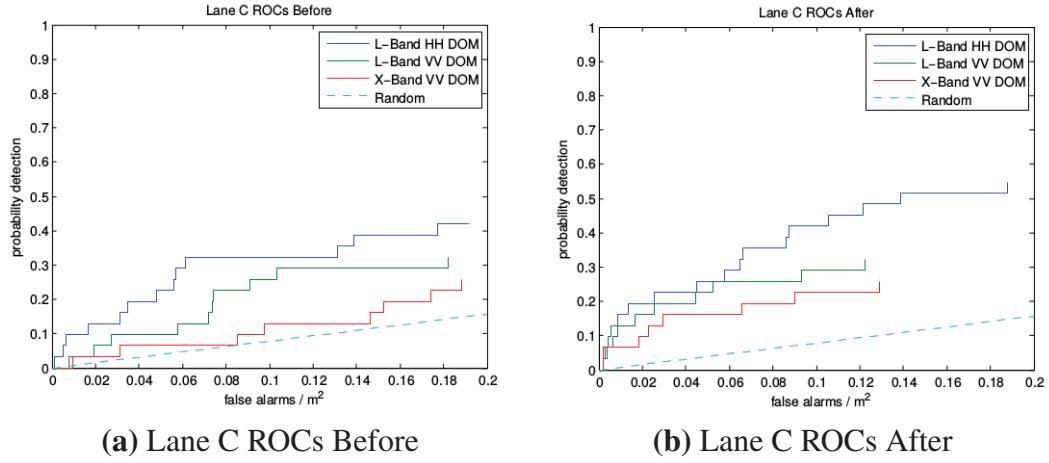 Lane C ROCs Before
1
0.9
0.8
0.7
0.6
0.5
0.4
0.3
0.2
0.1
0
probability detection
L-Band HH DOM
L-Band VV DOM
X-Band VV DOM
Random
0 0.02 0.04 0.06 0.08 0.1 0.12 0.14 0.16 0.18 0.2
false alarms / m²
(a) Lane C ROCs Before
Lane C ROCs After
1
0.9
0.8
0.7
0.6
0.5
0.4
0.3
0.2
0.1
0
probability detection
L-Band HH DOM
L-Band VV DOM
X-Band VV DOM
Random
0 0.02 0.04 0.06 0.08 0.1 0.12 0.14 0.16 0.18 0.2
false alarms / m²
(b) Lane C ROCs After